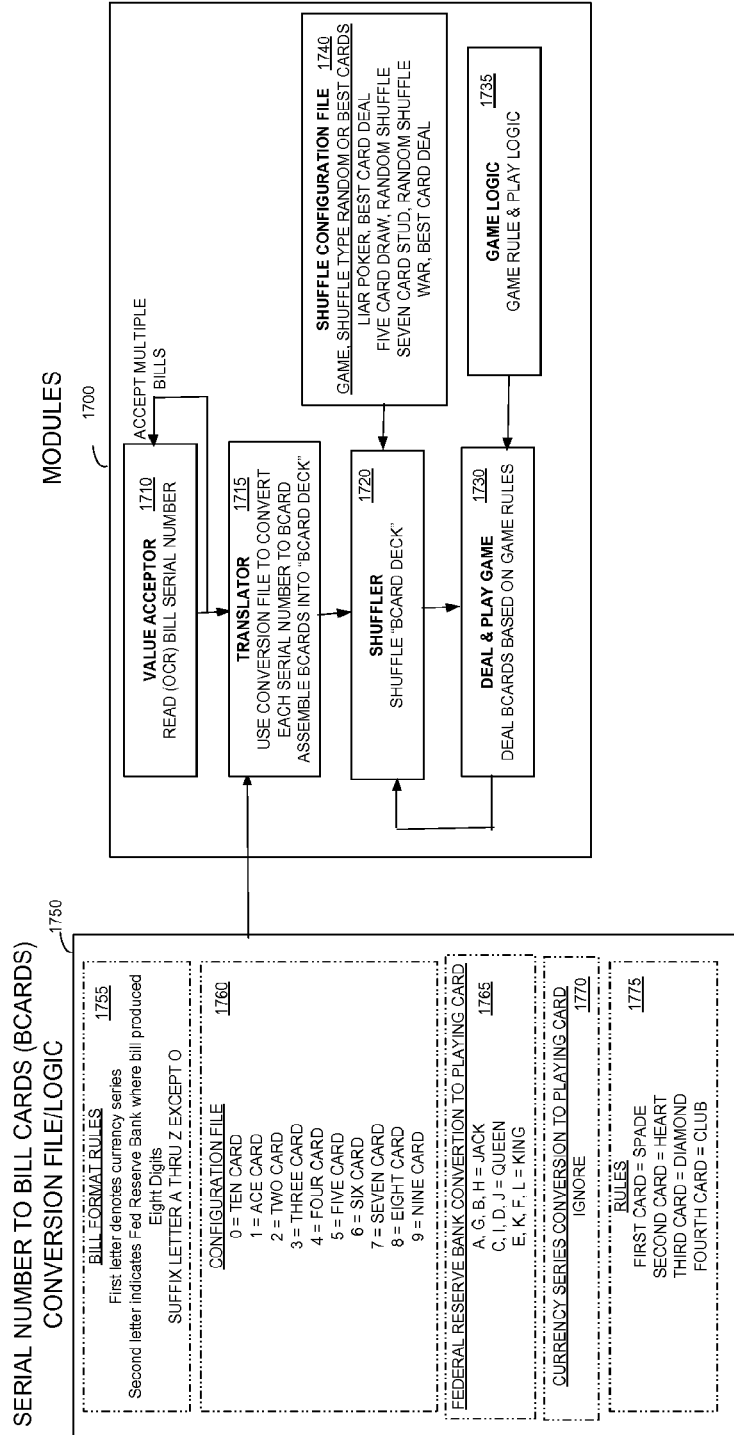 SERIAL NUMBER TO BILL CARDS (BCARDS)
CONVERSION FILE/LOGIC
1750
BILL FORMAT RULES
1755
First letter denotes currency series
Second letter indicates Fed Reserve Bank where bill produced
Eight Digits
SUFFIX LETTER A THRU Z EXCEPT O
CONFIGURATION FILE
1760
0 = TEN CARD
1 = ACE CARD
2 = TWO CARD
3 = THREE CARD
4 = FOUR CARD
5 = FIVE CARD
6 = SIX CARD
7 = SEVEN CARD
8 = EIGHT CARD
9 = NINE CARD
FEDERAL RESERVE BANK CONVERTION TO PLAYING CARD
1765
A, G, B, H = JACK
C, I, D, J = QUEEN
E, K, F, L = KING
CURRENCY SERIES CONVERSION TO PLAYING CARD
1770
IGNORE
RULES
1775
FIRST CARD = SPADE
SECOND CARD = HEART
THIRD CARD = DIAMOND
FOURTH CARD = CLUB
MODULES
1700
VALUE ACCEPTOR
1710
READ (OCR) BILL SERIAL NUMBER
ACCEPT MULTIPLE
BILLS
TRANSLATOR
1715
USE CONVERSION FILE TO CONVERT
EACH SERIAL NUMBER TO BCARD
ASSEMBLE BCARDS INTO “BCARD DECK”
SHUFFLER
1720
SHUFFLE “BCARD DECK”
DEAL & PLAY GAME
1730
DEAL BCARDS BASED ON GAME RULES
SHUFFLE CONFIGURATION FILE
1740
GAME, SHUFFLE TYPE RANDOM OR BEST CARDS
LIAR POKER, BEST CARD DEAL
FIVE CARD DRAW, RANDOM SHUFFLE
SEVEN CARD STUD, RANDOM SHUFFLE
WAR, BEST CARD DEAL
GAME LOGIC
1735
GAME RULE & PLAY LOGIC